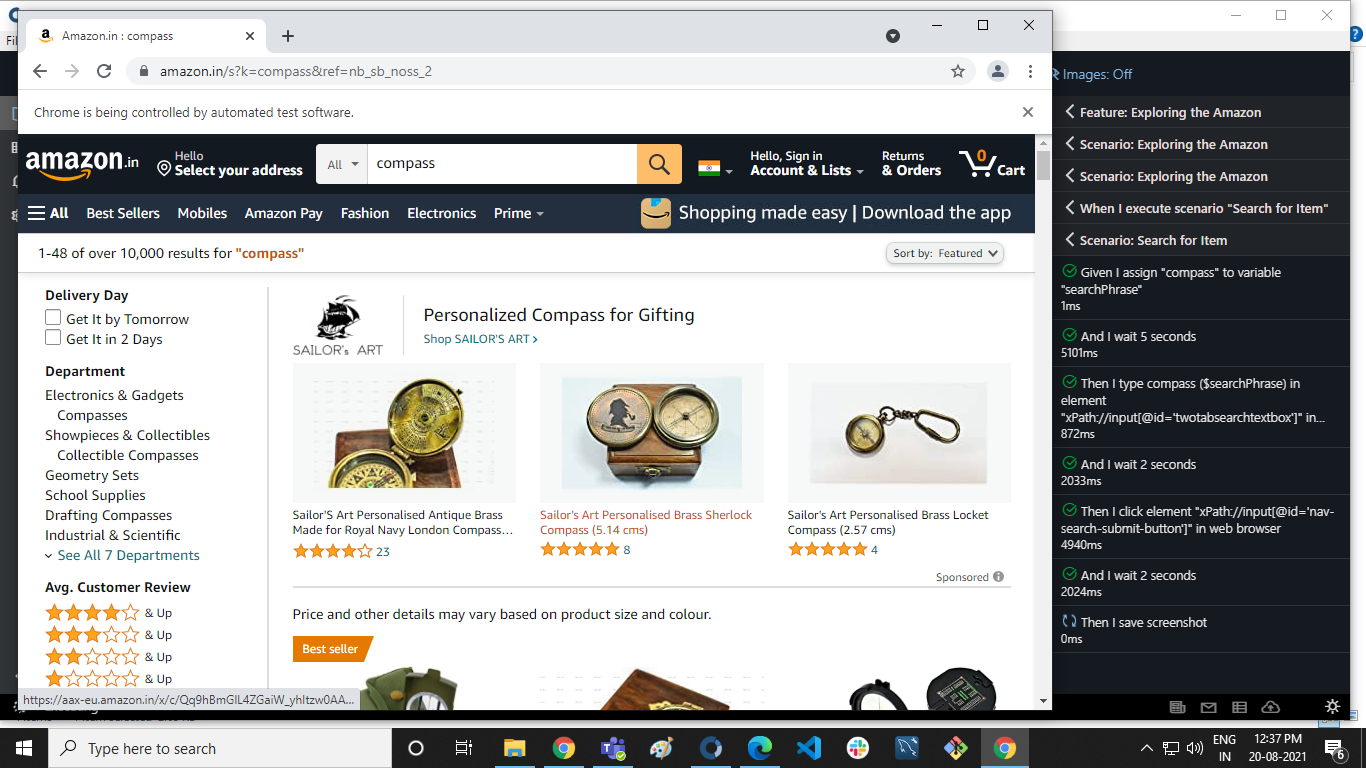 Amazon.in : compass
amazon.in/s?k=compass&ref=nb_sb_noss_2
Chrome is being controlled by automated test software.
amazon.in
Hello
Select your address
All
compass
Hello, Sign in
Account & Lists
Returns
& Orders
0
Cart
All
Best Sellers
Mobiles
Amazon Pay
Fashion
Electronics
Prime
Shopping made easy | Download the app
1-48 of over 10,000 results for "compass"
Sort by: Featured
Delivery Day
Get It by Tomorrow
Get It in 2 Days
Department
Electronics & Gadgets
Compasses
Showpieces & Collectibles
Collectible Compasses
Geometry Sets
School Supplies
Drafting Compasses
Industrial & Scientific
See All 7 Departments
Avg. Customer Review
& Up
& Up
& Up
& Up
https://aax-eu.amazon.in/x/c/Qq9hBmGlL4ZGaiW_yhItzw0AA...
SAILOR's ART
Personalized Compass for Gifting
Shop SAILOR'S ART
Sailor'S Art Personalised Antique Brass
Made for Royal Navy London Compass…
23
Sailor's Art Personalised Brass Sherlock
Compass (5.14 cms)
8
Sailor's Art Personalised Brass Locket
Compass (2.57 cms)
4
Sponsored
Price and other details may vary based on product size and colour.
Best seller
Images: Off
Feature: Exploring the Amazon
Scenario: Exploring the Amazon
Scenario: Exploring the Amazon
When I execute scenario "Search for Item"
Scenario: Search for Item
Given I assign "compass" to variable
"searchPhrase"
1ms
And I wait 5 seconds
5101ms
Then I type compass ($searchPhrase) in
element
"xPath://input[@id='twotabsearchtextbox']" in...
872ms
And I wait 2 seconds
2033ms
Then I click element "xPath://input[@id='nav-
search-submit-button']" in web browser
4940ms
And I wait 2 seconds
2024ms
Then I save screenshot
0ms
Type here to search
ENG
IN
12:37 PM
20-08-2021
6